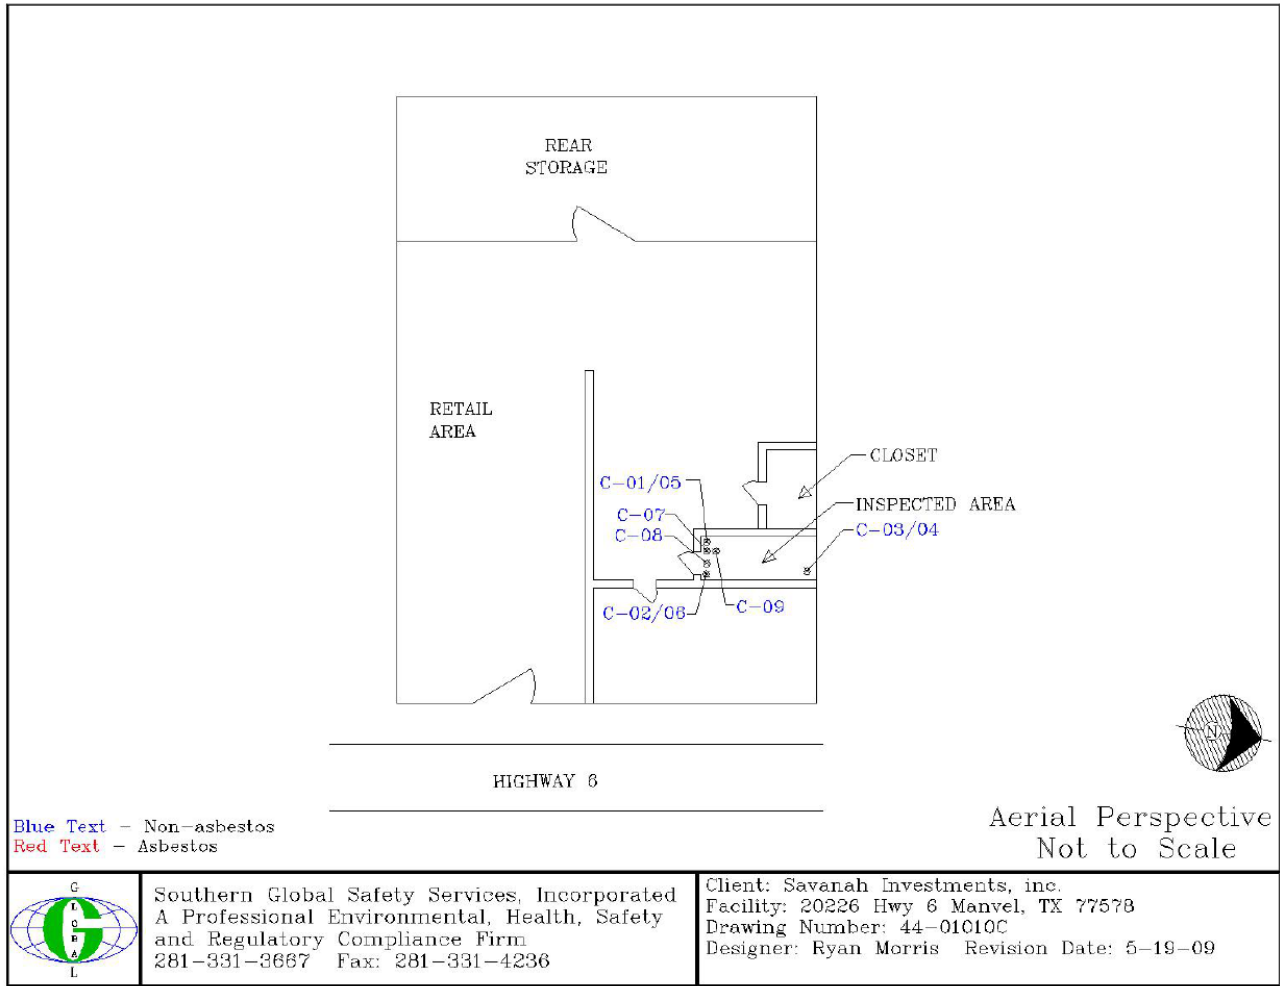 REAR
STORAGE
RETAIL
AREA
CLOSET
C-01/05
INSPECTED AREA
C-07
C-03/04
C-08
C-02/06
C-09
N
HIGHWAY 6
Aerial Perspective
Not to Scale
Blue Text - Non-asbestos
Red Text - Asbestos
G
GLOBAL
L
Southern Global Safety Services, Incorporated
A Professional Environmental, Health, Safety
and Regulatory Compliance Firm
281-331-3667 Fax: 281-331-4236
Client: Savanah Investments, inc.
Facility: 20226 Hwy 6 Manvel, TX 77578
Drawing Number: 44-01010C
Designer: Ryan Morris Revision Date: 5-19-09